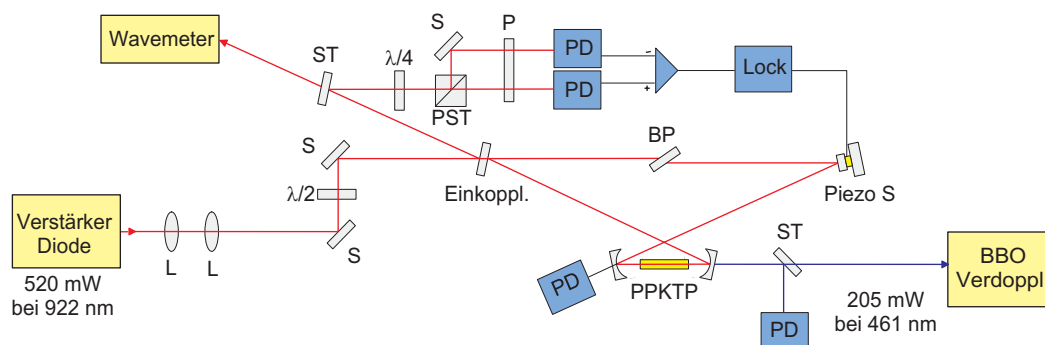 Wavemeter
ST
λ/4
S
P
PST
PD
PD
-
+
Lock
S
λ/2
Einkoppl.
BP
Piezo S
Verstärker
Diode
520 mW
bei 922 nm
L
L
S
PD
PPKTP
ST
PD
205 mW
bei 461 nm
BBO
Verdoppl.